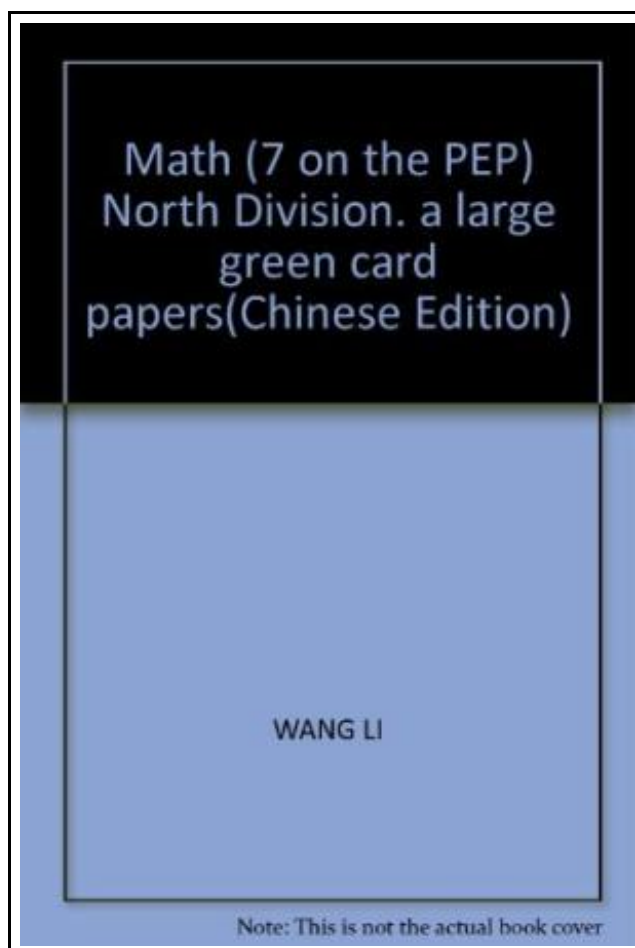 Math (7 on the PEP)
North Division. a large
green card
papers(Chinese Edition)
WANG LI
Note: This is not the actual book cover